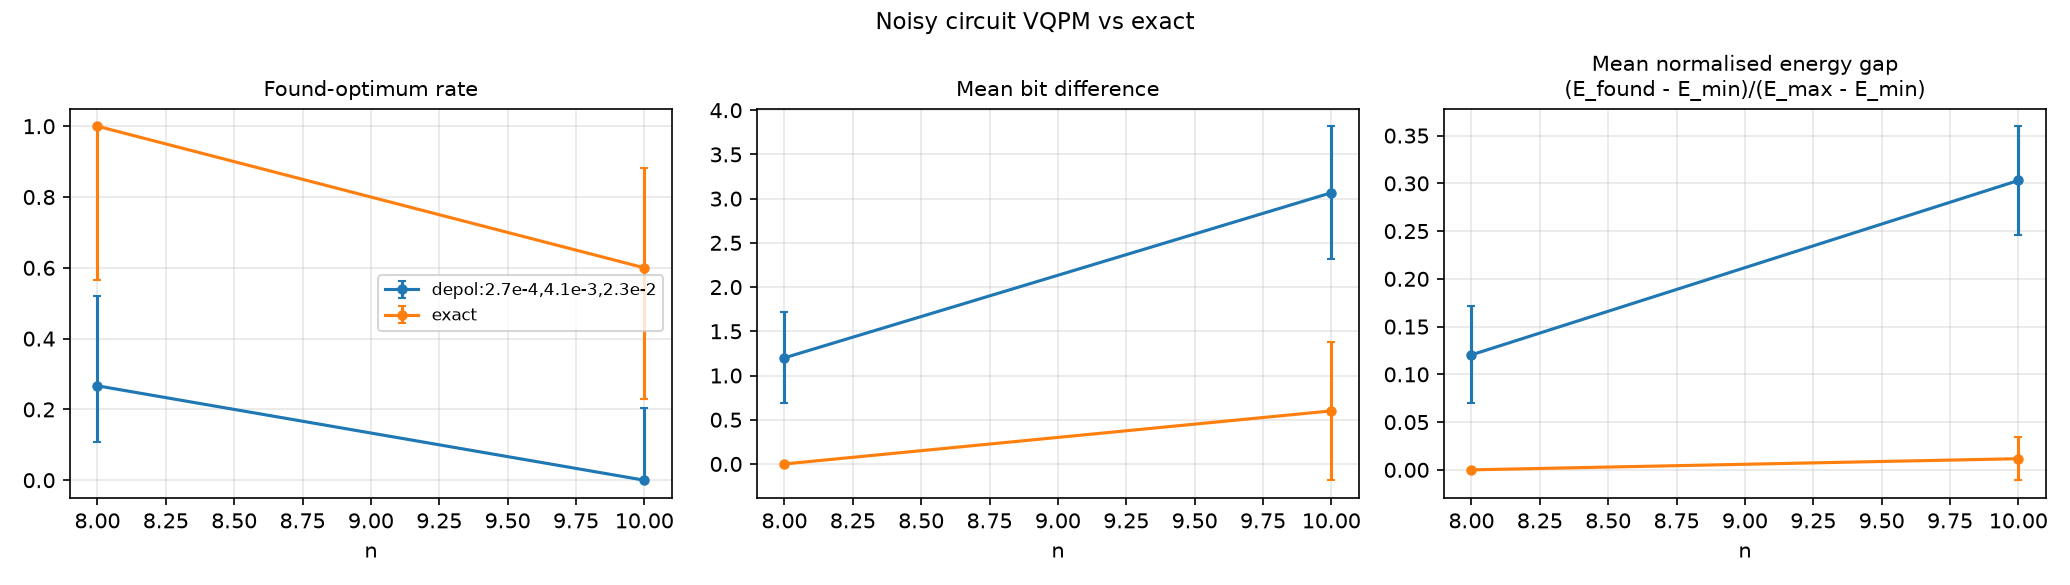 Noisy circuit VQPM vs exact
Found-optimum rate
1.0
0.8
0.6
0.4
0.2
0.0
8.00 8.25 8.50 8.75 9.00 9.25 9.50 9.75 10.00
n
depol:2.7e-4,4.1e-3,2.3e-2
exact
Mean bit difference
4.0
3.5
3.0
2.5
2.0
1.5
1.0
0.5
0.0
8.00 8.25 8.50 8.75 9.00 9.25 9.50 9.75 10.00
n
Mean normalised energy gap
(E_found - E_min)/(E_max - E_min)
0.35
0.30
0.25
0.20
0.15
0.10
0.05
0.00
8.00 8.25 8.50 8.75 9.00 9.25 9.50 9.75 10.00
n